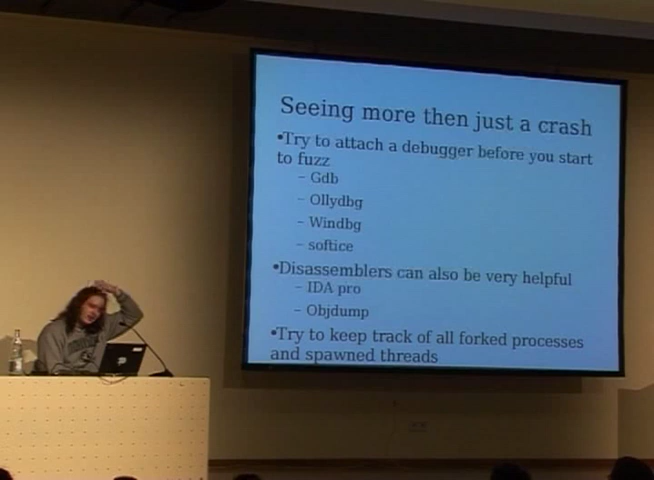 Seeing more then just a crash
•Try to attach a debugger before you start
to fuzz
– Gdb
– Ollydbg
– Windbg
– softice
•Disassemblers can also be very helpful
– IDA pro
– Objdump
•Try to keep track of all forked processes
and spawned threads